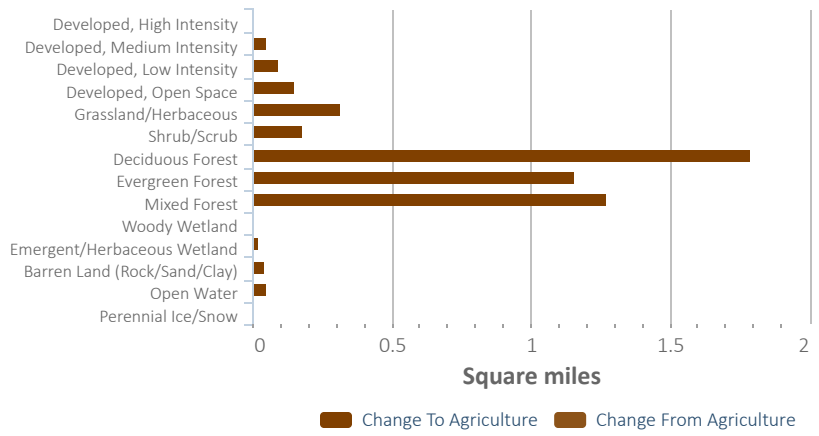 Developed, High Intensity
Developed, Medium Intensity
Developed, Low Intensity
Developed, Open Space
Grassland/Herbaceous
Shrub/Scrub
Deciduous Forest
Evergreen Forest
Mixed Forest
Woody Wetland
Emergent/Herbaceous Wetland
Barren Land (Rock/Sand/Clay)
Open Water
Perennial Ice/Snow
0 0.5 1 1.5 2
Square miles
Change To Agriculture Change From Agriculture